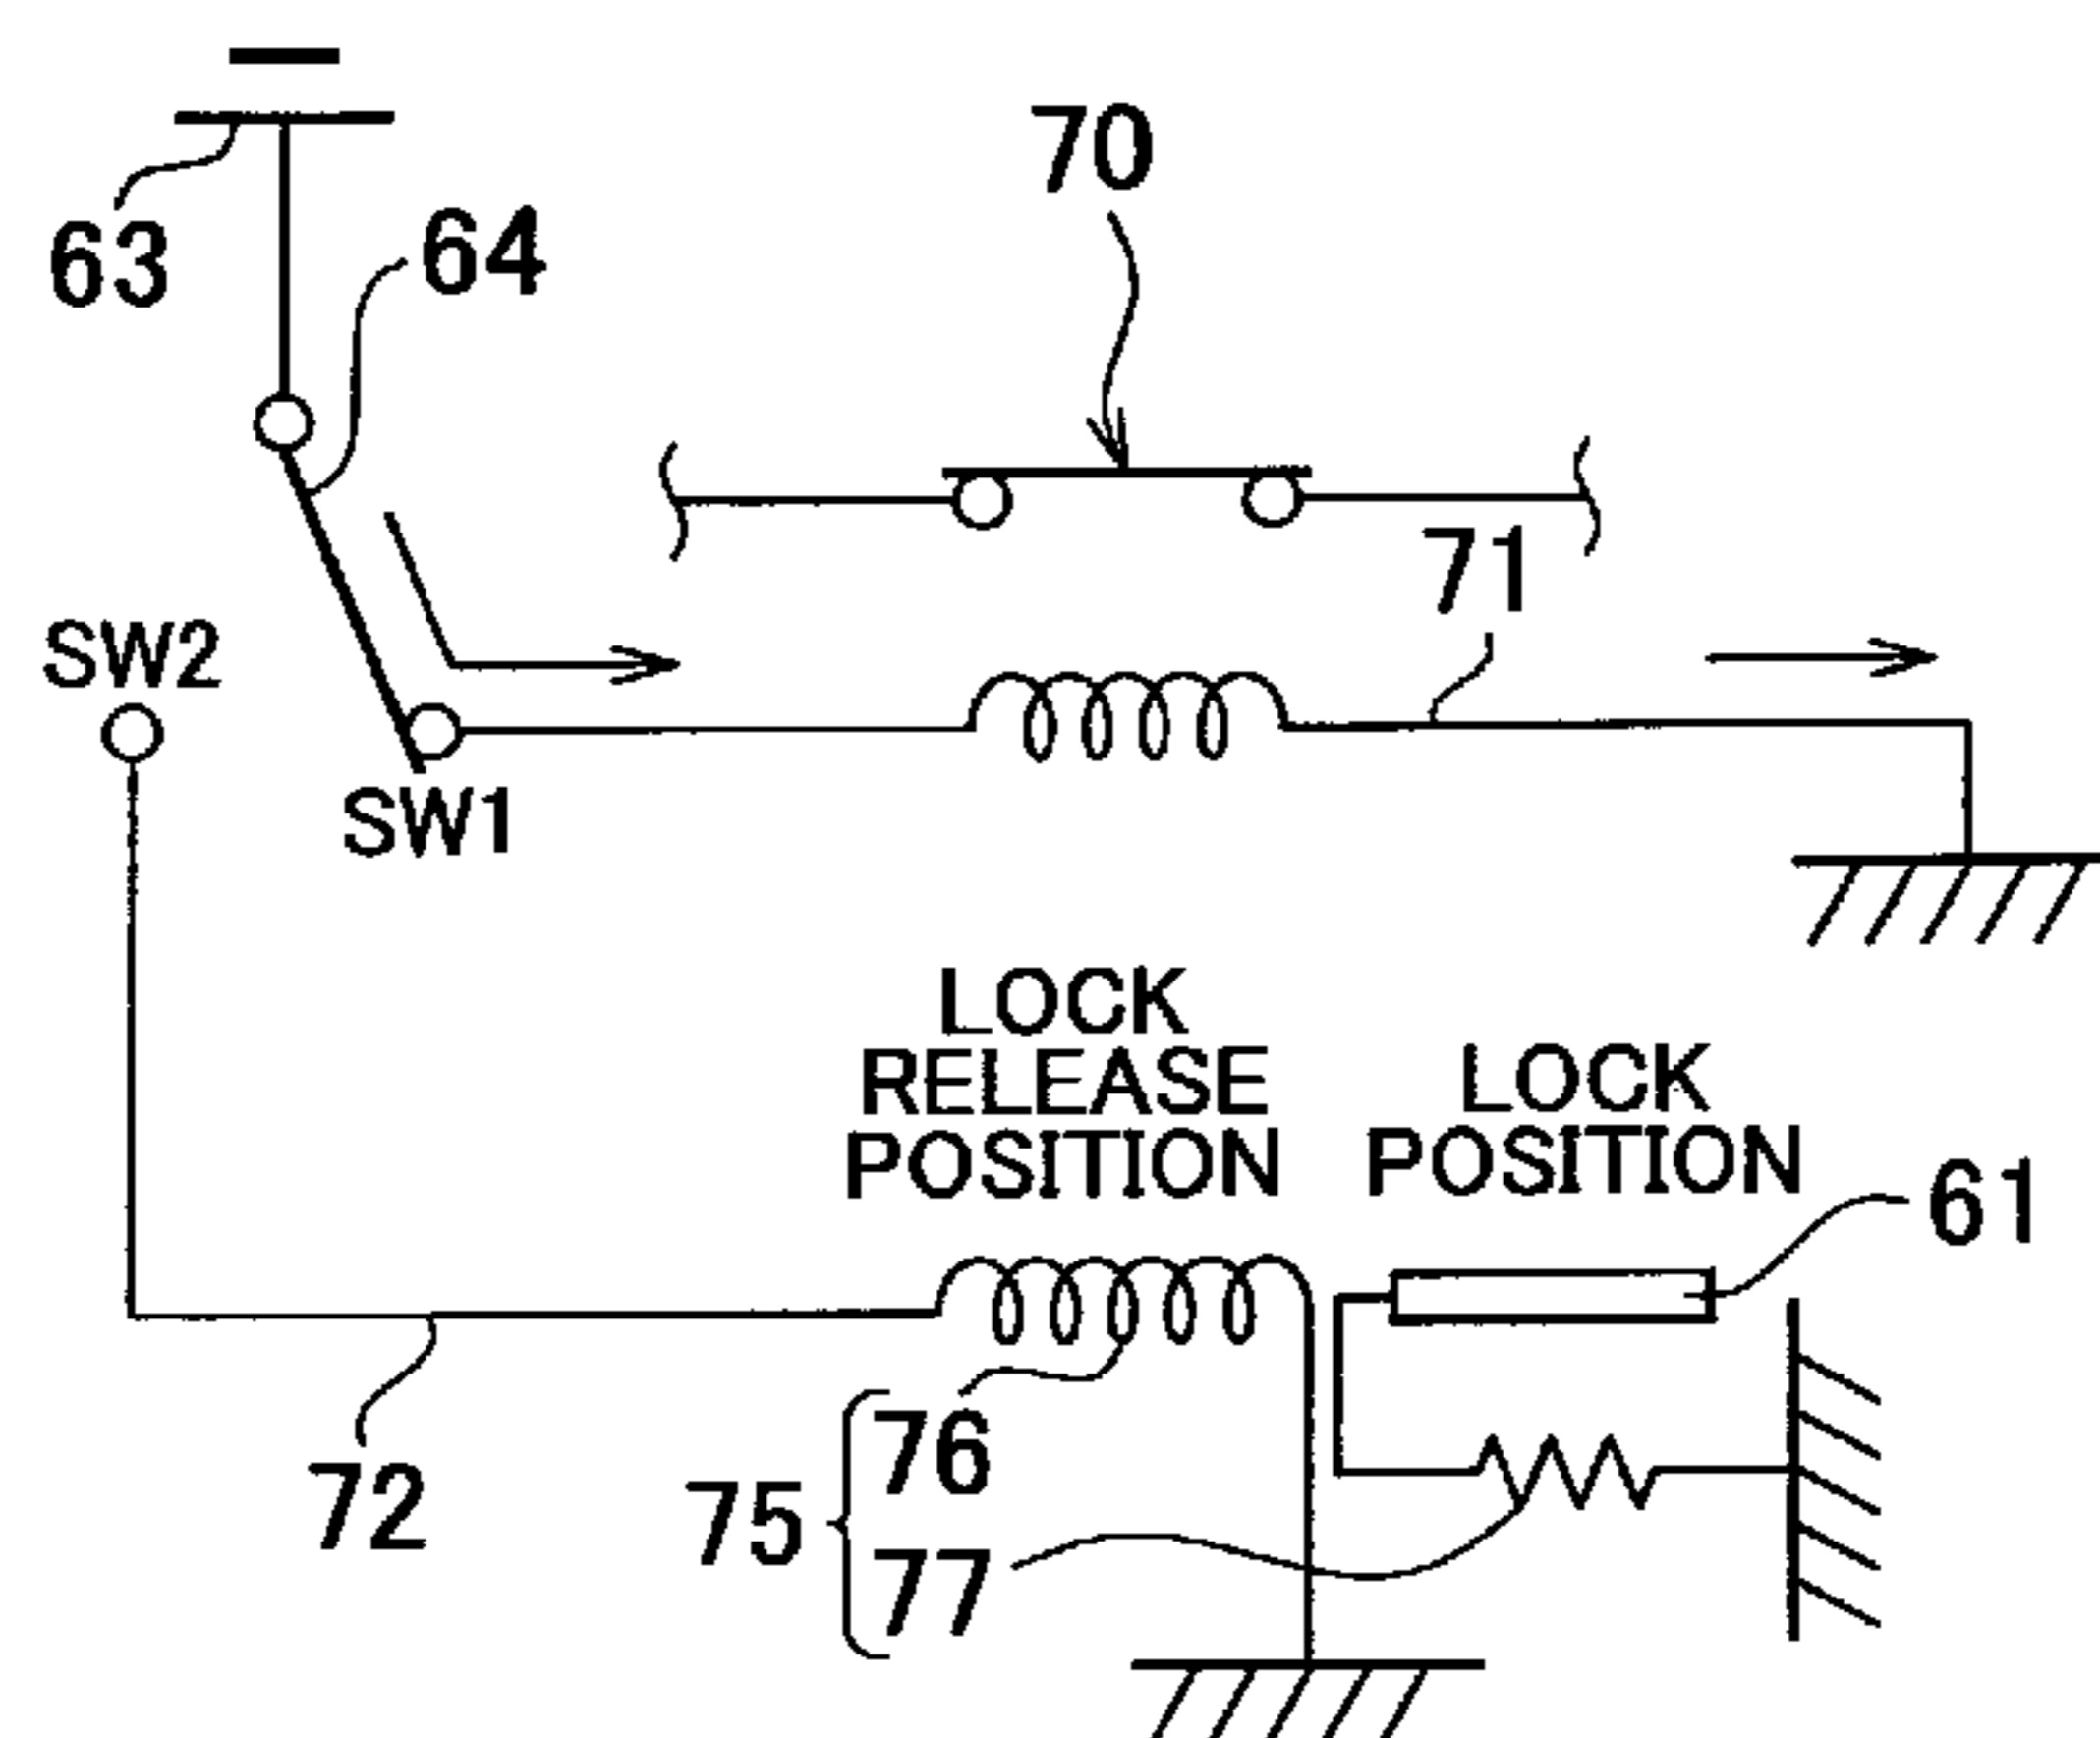 70
63
64
71
SW2
SW1
LOCK
RELEASE
POSITION
LOCK
POSITION
61
72
75
76
77